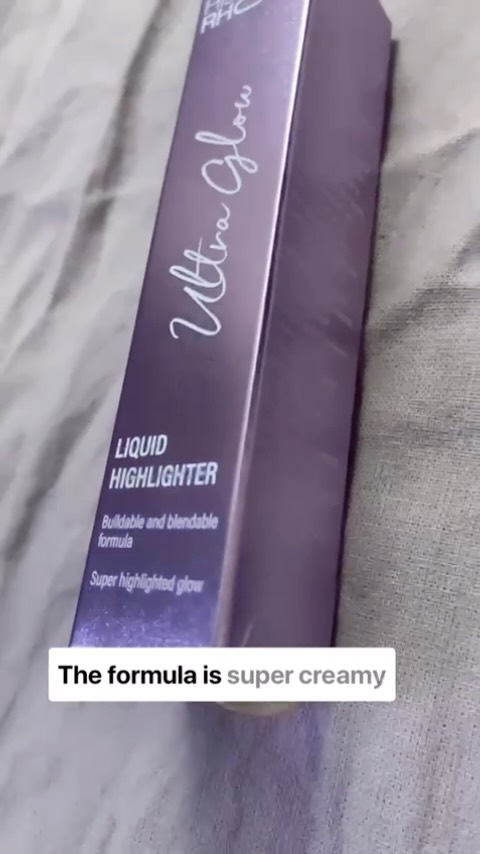 Ultra Glow
LIQUID
HIGHLIGHTER
Buildable and blendable
formula
Super highlighted glow
The formula is super creamy